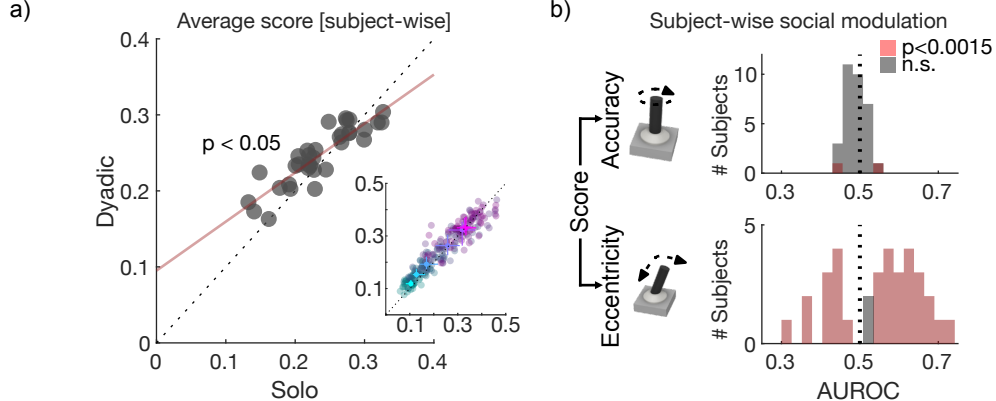 a)
Average score [subject-wise]
0.4
0.3
0.2
0.1
0
Dyadic
p < 0.05
0.5
0.3
0.1
0.1 0.3 0.5
0 0.1 0.2 0.3 0.4
Solo
b)
Subject-wise social modulation
p<0.0015
n.s.
Score
Accuracy
Eccentricity
# Subjects
10
5
0
0.3 0.5 0.7
# Subjects
5
0
0.3 0.5 0.7
AUROC